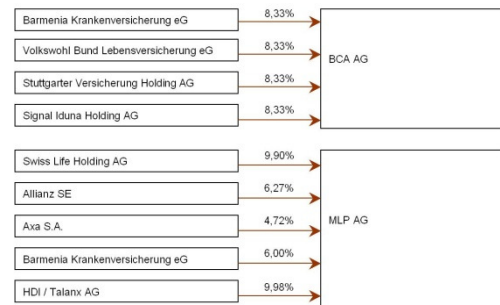 Barmenia Krankenversicherung eG 8,33%
Volkswohl Bund Lebensversicherung eG 8,33%
BCA AG
Stuttgarter Versicherung Holding AG 8,33%
Signal Iduna Holding AG 8,33%
Swiss Life Holding AG 9,90%
Allianz SE 6,27%
Axa S.A. 4,72%
MLP AG
Barmenia Krankenversicherung eG 6,00%
HDI / Talanx AG 9,98%